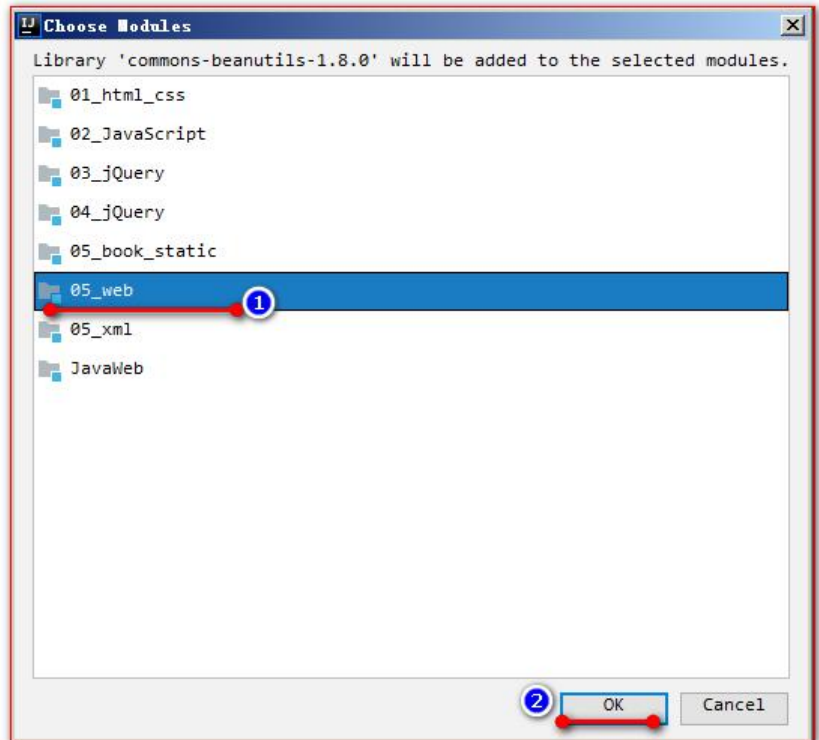 Choose Modules
Library 'commons-beanutils-1.8.0' will be added to the selected modules.
01_html_css
02_JavaScript
03_jQuery
04_jQuery
05_book_static
05_web
1
05_xml
JavaWeb
2
OK
Cancel